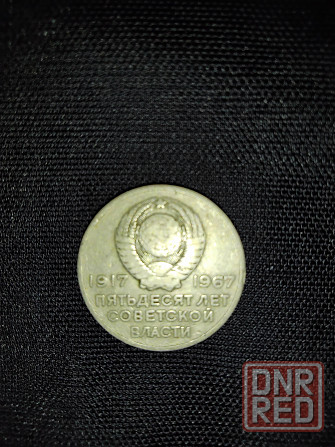 1917 1967
ПЯТЬДЕСЯТ ЛЕТ
СОВЕТСКОЙ
ВЛАСТИ
DNR
RED